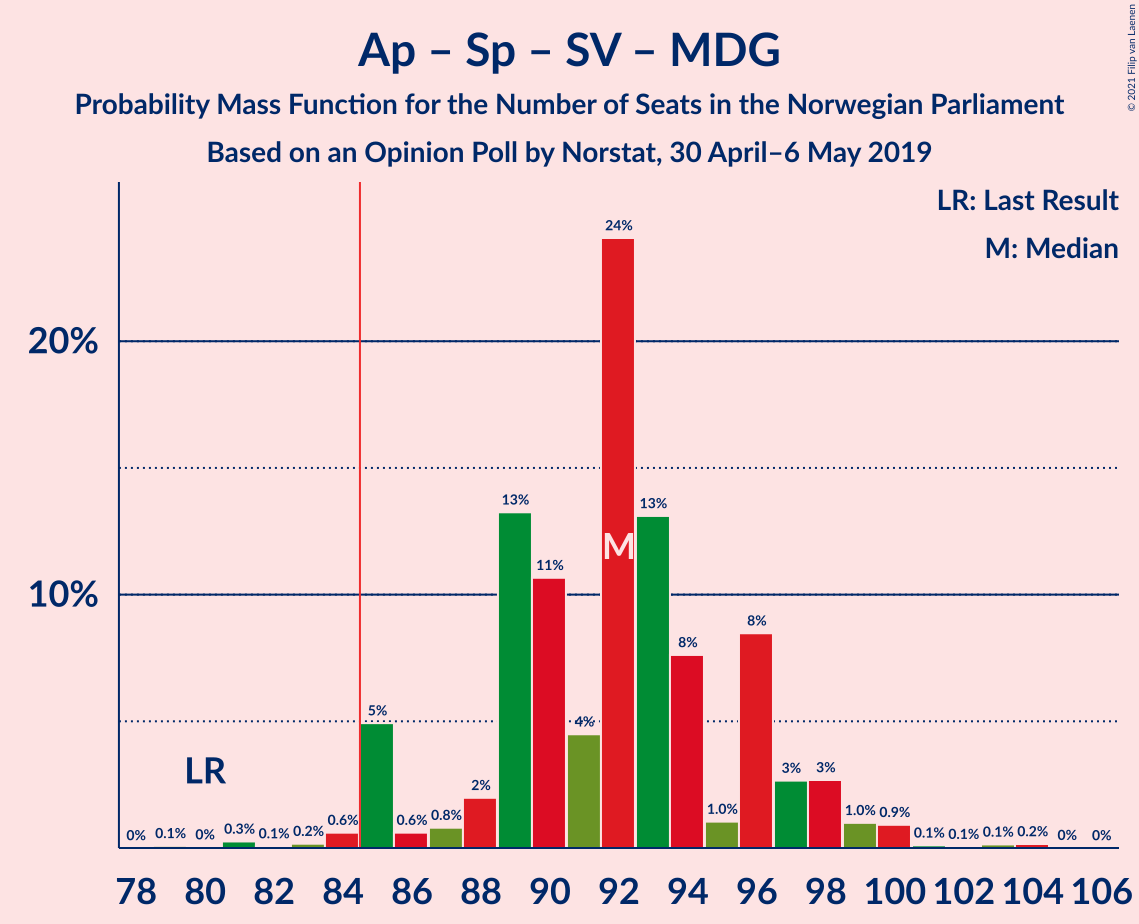 Ap – Sp – SV – MDG
Probability Mass Function for the Number of Seats in the Norwegian Parliament
Based on an Opinion Poll by Norstat, 30 April–6 May 2019
© 2021 Filip van Laenen
LR: Last Result
M: Median
20%
10%
LR
M
0% 0.1% 0% 0.3% 0.1% 0.2% 0.6% 5% 0.6% 0.8% 2% 13% 11% 4% 24% 13% 8% 1.0% 8% 3% 3% 1.0% 0.9% 0.1% 0.1% 0.1% 0.2% 0% 0%
78 80 82 84 86 88 90 92 94 96 98 100 102 104 106